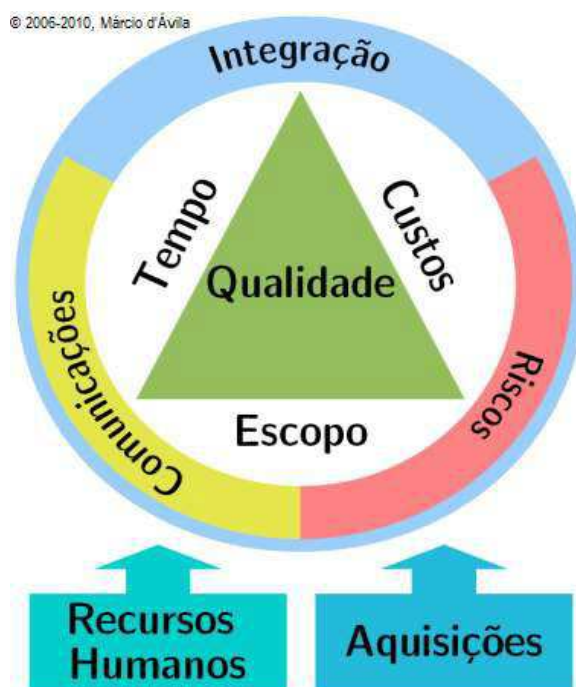 © 2006-2010, Márcio d'Ávila
Integração
Tempo
Custos
Qualidade
Escopo
Comunicações
Riscos
Recursos
Humanos
Aquisições